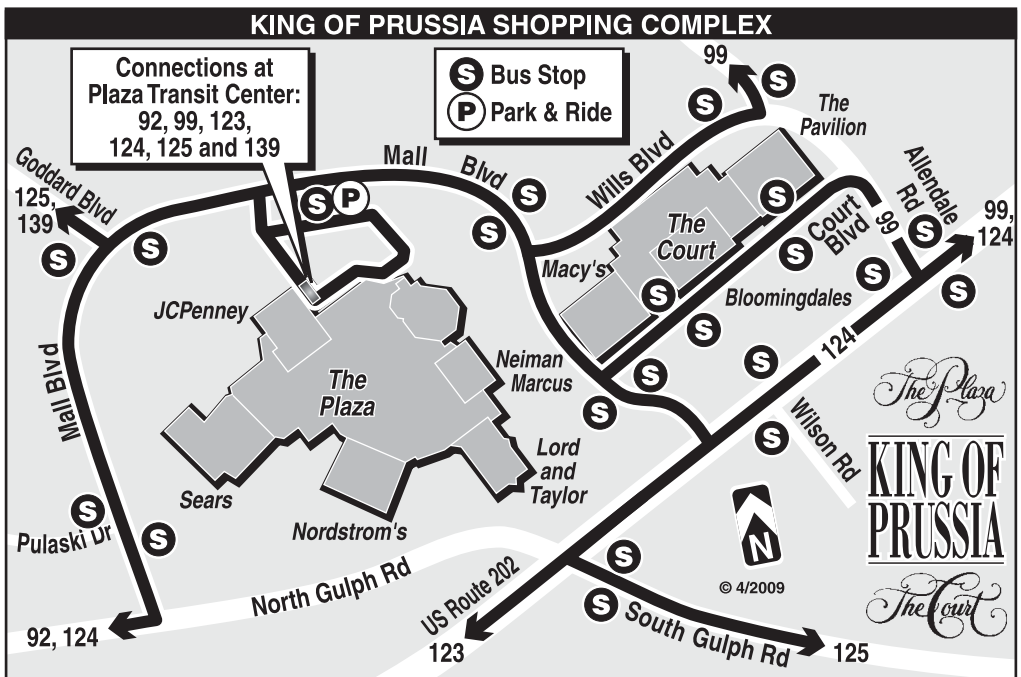 KING OF PRUSSIA SHOPPING COMPLEX
Connections at
Plaza Transit Center:
92, 99, 123,
124, 125 and 139
S Bus Stop
P Park & Ride
99
S
S
The
Pavilion
Goddard Blvd
125,
139
Mall
Blvd
Wills Blvd
Allendale
Rd
99,
124
S P
S
S
S
S
S
S
The
Court
Court
Blvd
99
S
S
Macy's
S
S
S
Bloomingdales
JCPenney
S
124
Mall Blvd
The
Plaza
Neiman
Marcus
S
S
S
The Plaza
Wilson Rd
S
Sears
Nordstrom's
Lord
and
Taylor
KING OF
PRUSSIA
S
Pulaski Dr
S
N
© 4/2009
North Gulph Rd
US Route 202
S
S
South Gulph Rd
The Court
92, 124
123
125